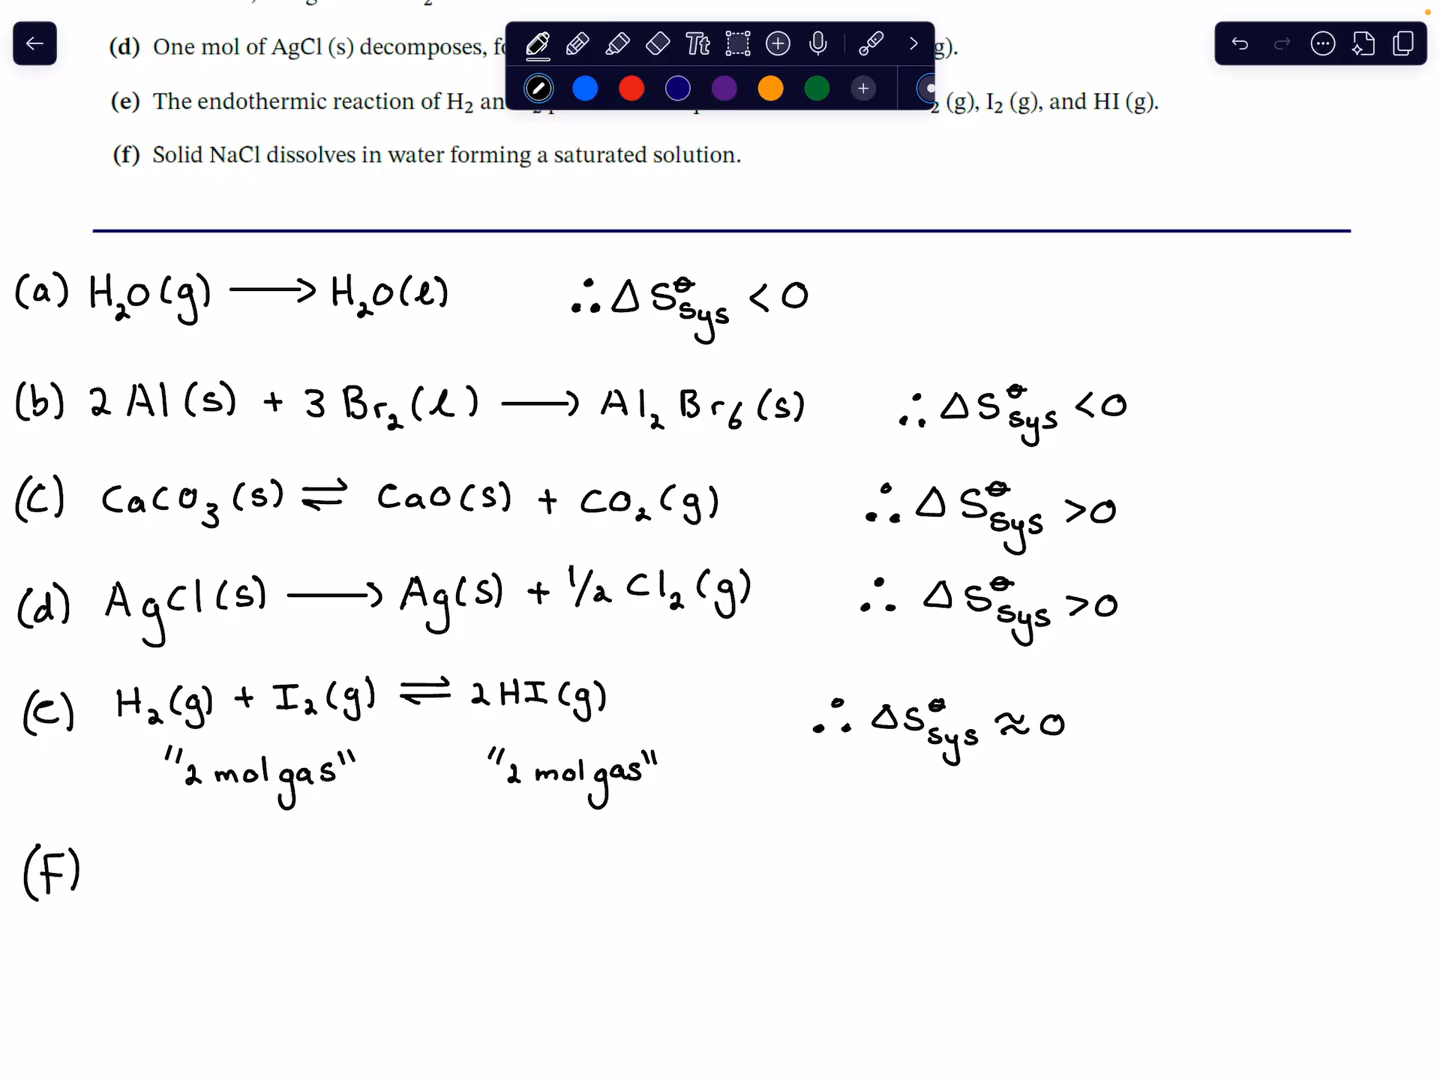 (d) One mol of AgCl (s) decomposes, g).
(e) The endothermic reaction of H₂ an ₂ (g), I₂ (g), and HI (g).
(f) Solid NaCl dissolves in water forming a saturated solution.
(a) H₂O(g) ⟶ H₂O(l) ∴ ΔS°sys < 0
(b) 2 Al(s) + 3 Br₂(l) ⟶ Al₂Br₆(s) ∴ ΔS°sys < 0
(C) CaCO₃(s) ⇌ CaO(s) + CO₂(g) ∴ ΔS°sys > 0
(d) AgCl(s) ⟶ Ag(s) + 1/2 Cl₂(g) ∴ ΔS°sys > 0
(e) H₂(g) + I₂(g) ⇌ 2HI(g) ∴ ΔS°sys ≈ 0
"2 mol gas" "2 mol gas"
(F)